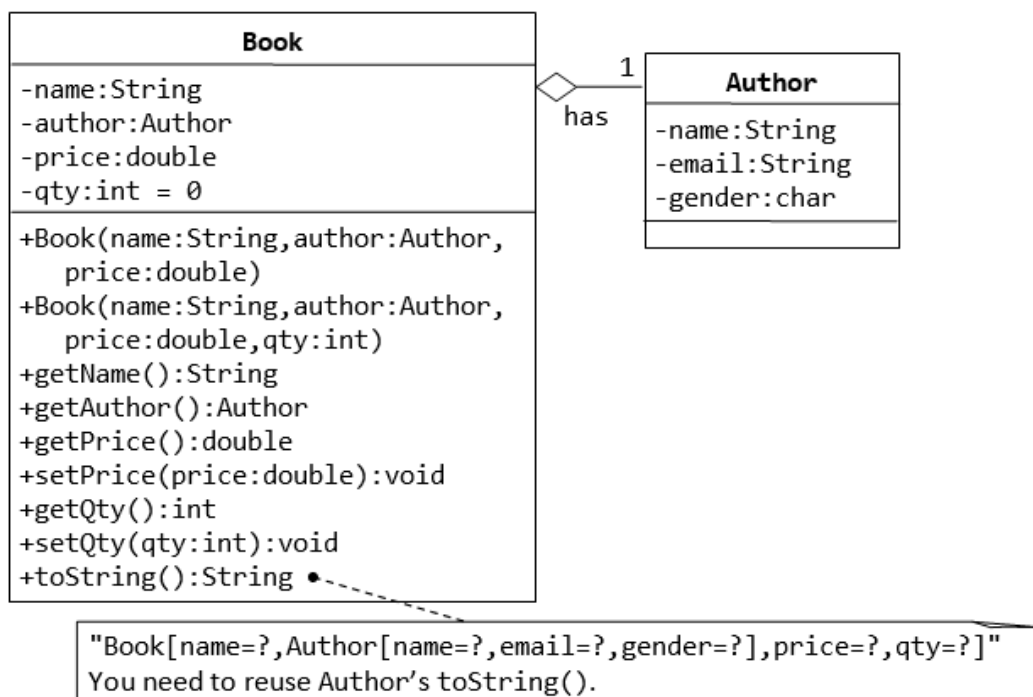 Book
-name:String
-author:Author
-price:double
-qty:int = 0
+Book(name:String,author:Author,
price:double)
+Book(name:String,author:Author,
price:double,qty:int)
+getName():String
+getAuthor():Author
+getPrice():double
+setPrice(price:double):void
+getQty():int
+setQty(qty:int):void
+toString():String
1
has
Author
-name:String
-email:String
-gender:char
"Book[name=?,Author[name=?,email=?,gender=?],price=?,qty=?]"
You need to reuse Author’s toString().